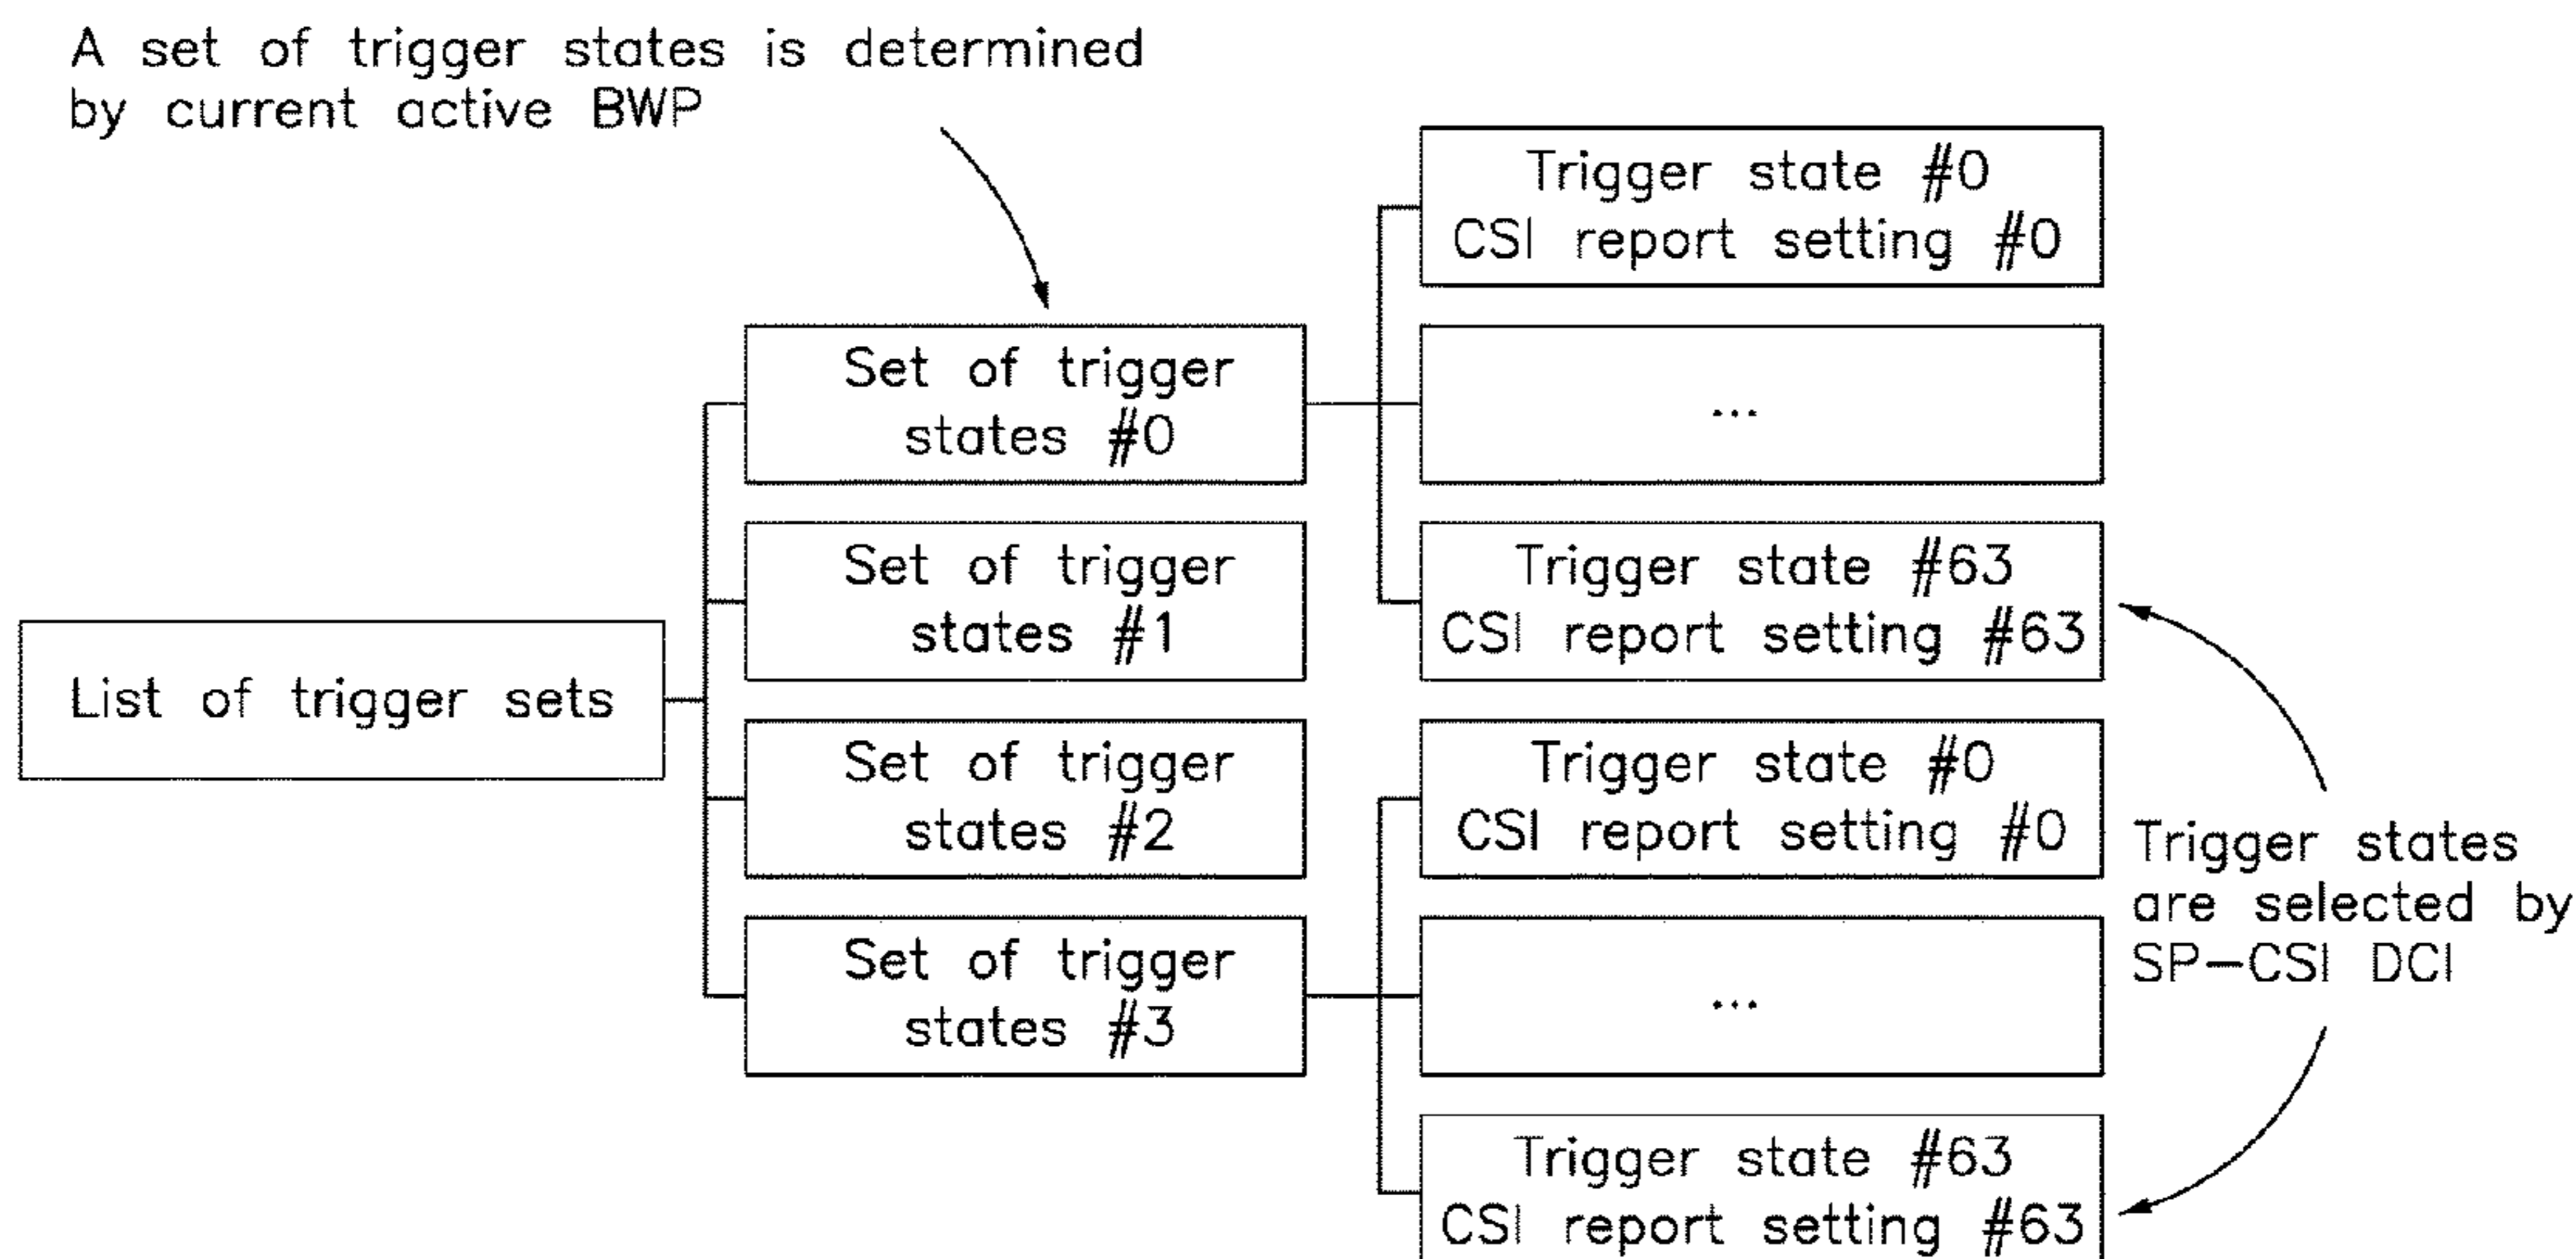 A set of trigger states is determined
by current active BWP
List of trigger sets
Set of trigger
states #0
Set of trigger
states #1
Set of trigger
states #2
Set of trigger
states #3
Trigger state #0
CSI report setting #0
...
Trigger state #63
CSI report setting #63
Trigger state #0
CSI report setting #0
...
Trigger state #63
CSI report setting #63
Trigger states
are selected by
SP-CSI DCI